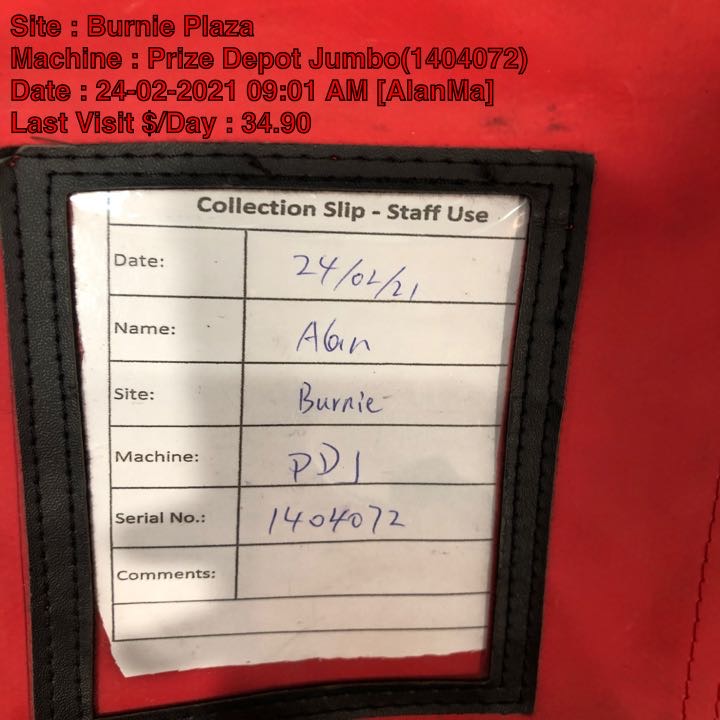 Site : Burnie Plaza
Machine : Prize Depot Jumbo(1404072)
Date : 24-02-2021 09:01 AM [AlanMa]
Last Visit $/Day : 34.90
Collection Slip - Staff Use
Date: 24/02/21
Name: Alan
Site: Burnie
Machine: PDJ
Serial No.: 1404072
Comments: